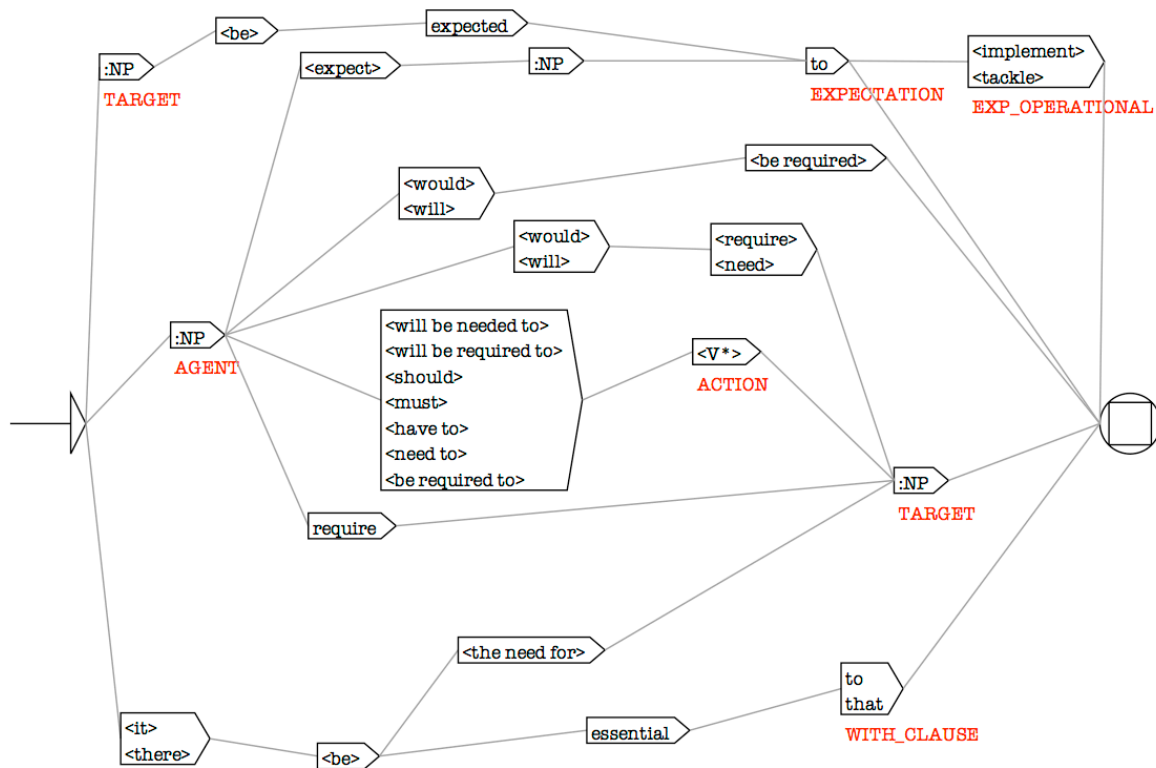 <be>
expected
:NP
TARGET
<expect>
:NP
to
EXPECTATION
<implement>
<tackle>
EXP_OPERATIONAL
<would>
<will>
<be required>
<would>
<will>
<require>
<need>
:NP
AGENT
<will be needed to>
<will be required to>
<should>
<must>
<have to>
<need to>
<be required to>
<V*>
ACTION
require
:NP
TARGET
<the need for>
<it>
<there>
<be>
essential
to
that
WITH_CLAUSE